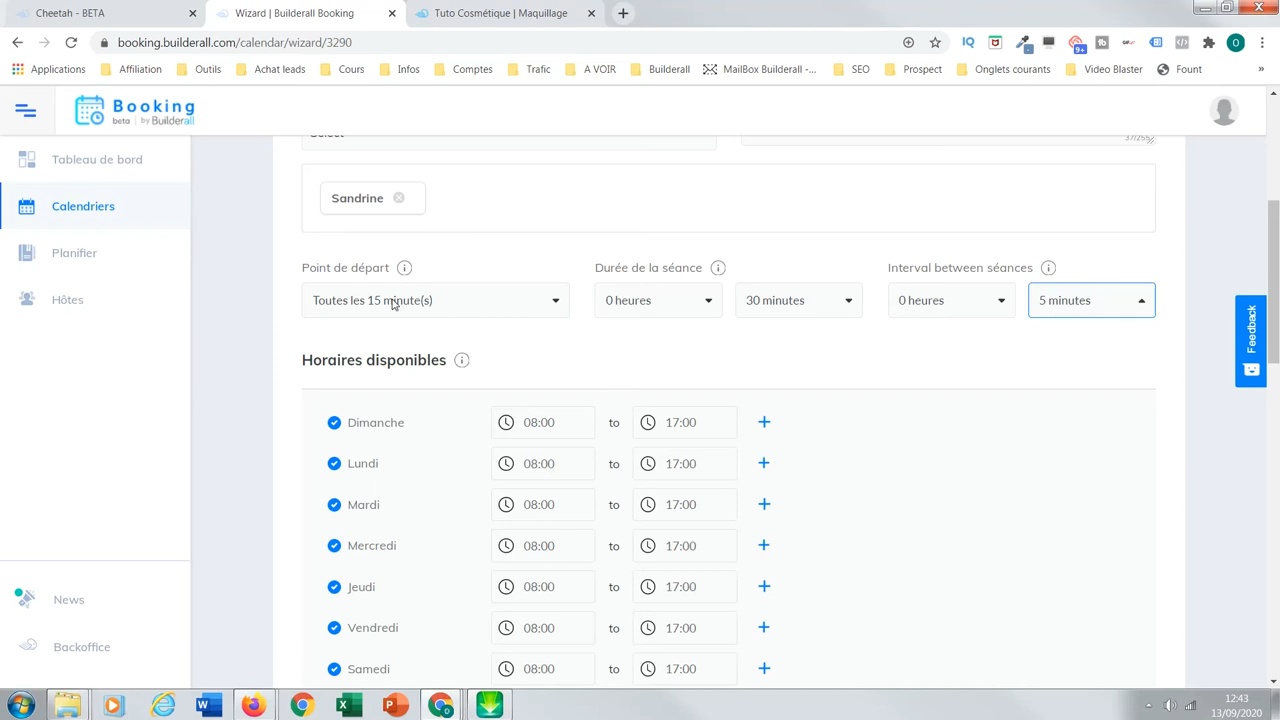 Cheetah - BETA
Wizard | Builderall Booking
Tuto Cosmétique | Maquillage
booking.builderall.com/calendar/wizard/3290
IQ
9+
O
Applications
Affiliation
Outils
Achat leads
Cours
Infos
Comptes
Trafic
A VOIR
Builderall
MailBox Builderall -...
SEO
Prospect
Onglets courants
Video Blaster
Fount
»
Booking
beta | by Builderall
Tableau de bord
Calendriers
Planifier
Hôtes
News
Backoffice
Select
37/255
Sandrine
Point de départ
Durée de la séance
Interval between séances
Toutes les 15 minute(s)
0 heures
30 minutes
0 heures
5 minutes
Horaires disponibles
Dimanche 08:00 to 17:00 +
Lundi 08:00 to 17:00 +
Mardi 08:00 to 17:00 +
Mercredi 08:00 to 17:00 +
Jeudi 08:00 to 17:00 +
Vendredi 08:00 to 17:00 +
Samedi 08:00 to 17:00 +
Feedback
12:43
13/09/2020